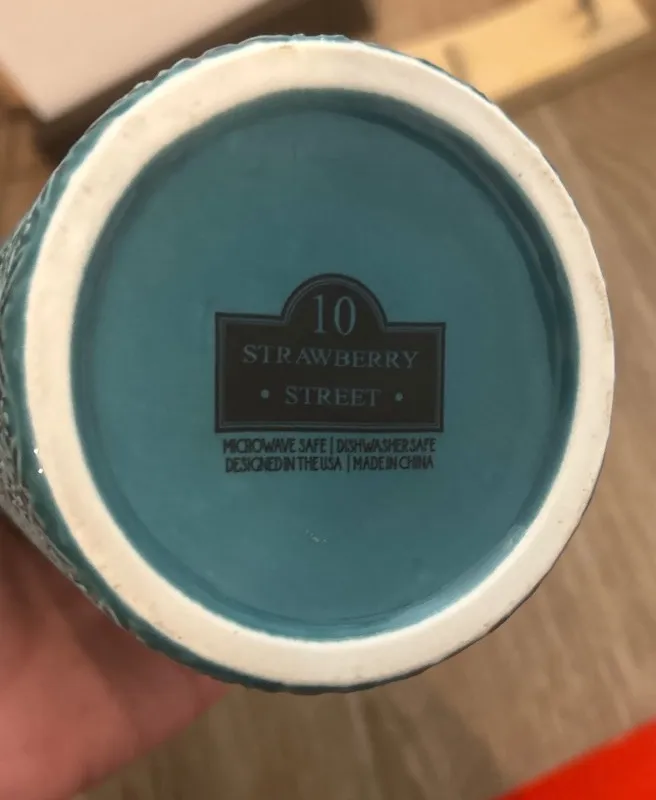 10
STRAWBERRY
• STREET •
MICROWAVE SAFE | DISHWASHER SAFE
DESIGNED IN THE USA | MADE IN CHINA